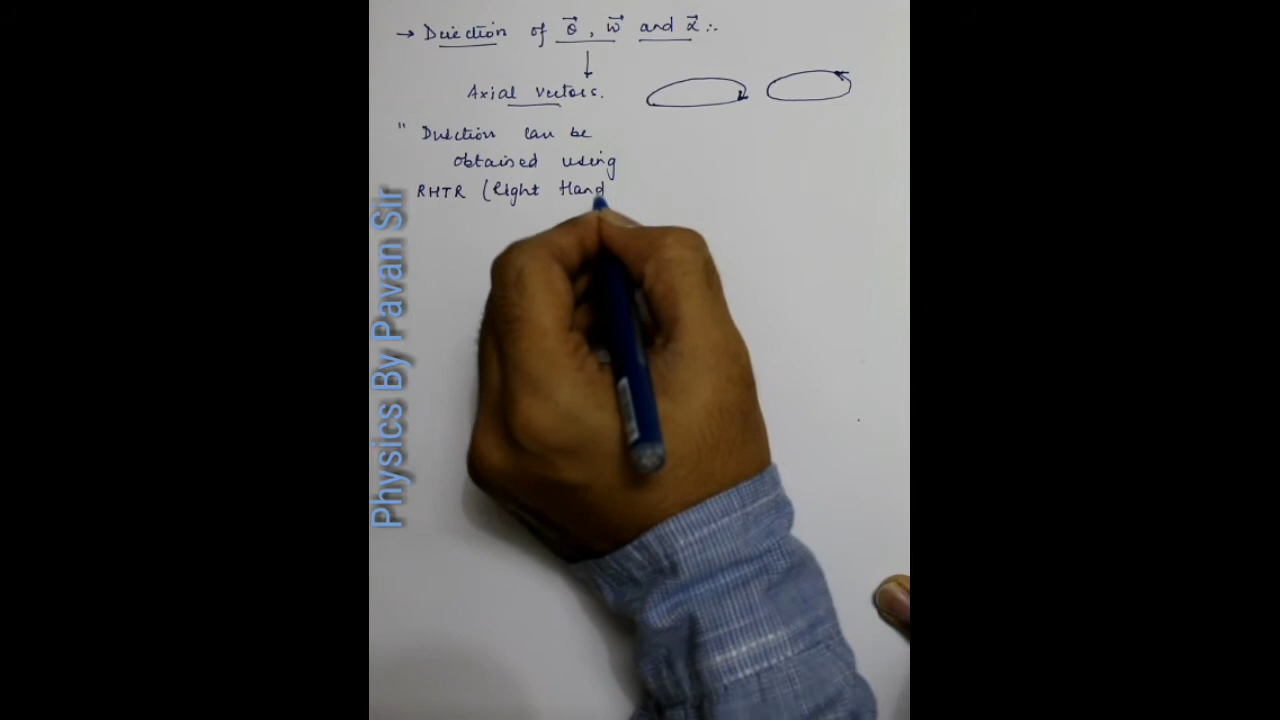 → Direction of θ⃗, ω⃗ and α⃗ :-
Axial vectors.
" Direction can be
obtained using
RHTR (Right Hand
Physics By Pavan Sir